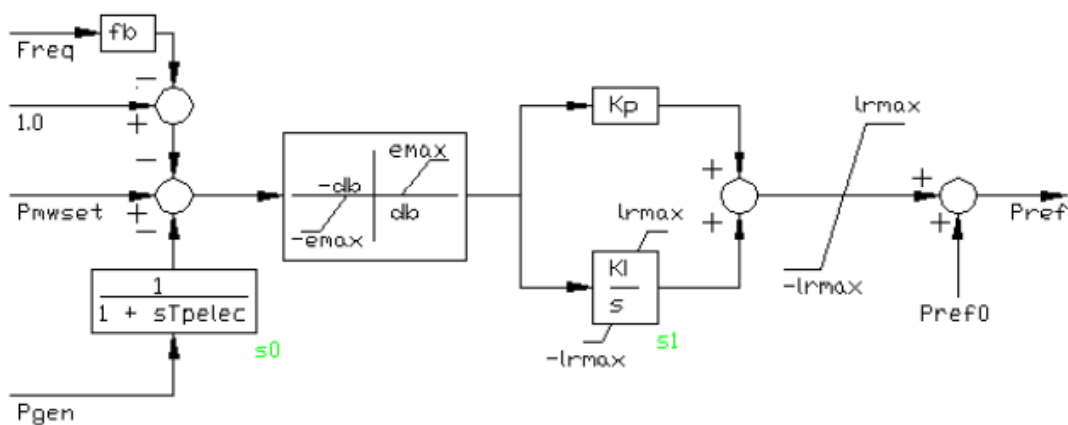 fb
Freq
−
1.0
+
−
Pmwset
+
−
1
1 + sTpelec
s0
Pgen
-db
emax
-emax
db
Kp
lrmax
KI
s
-lrmax
s1
+
+
lrmax
-lrmax
+
+
Pref
Pref0